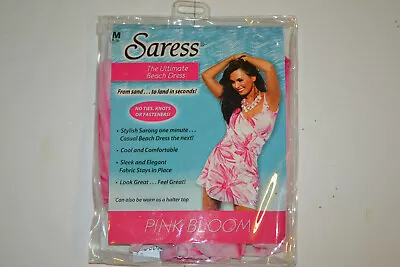 M
Saress
The Ultimate
Beach Dress
From sand . . . to land in seconds!
NO TIES, KNOTS
OR FASTENERS!
• Stylish Sarong one minute . . .
Casual Beach Dress the next!
• Cool and Comfortable
• Sleek and Elegant
Fabric Stays in Place
• Look Great . . . Feel Great!
Can also be worn as a halter top
PINK BLOOM